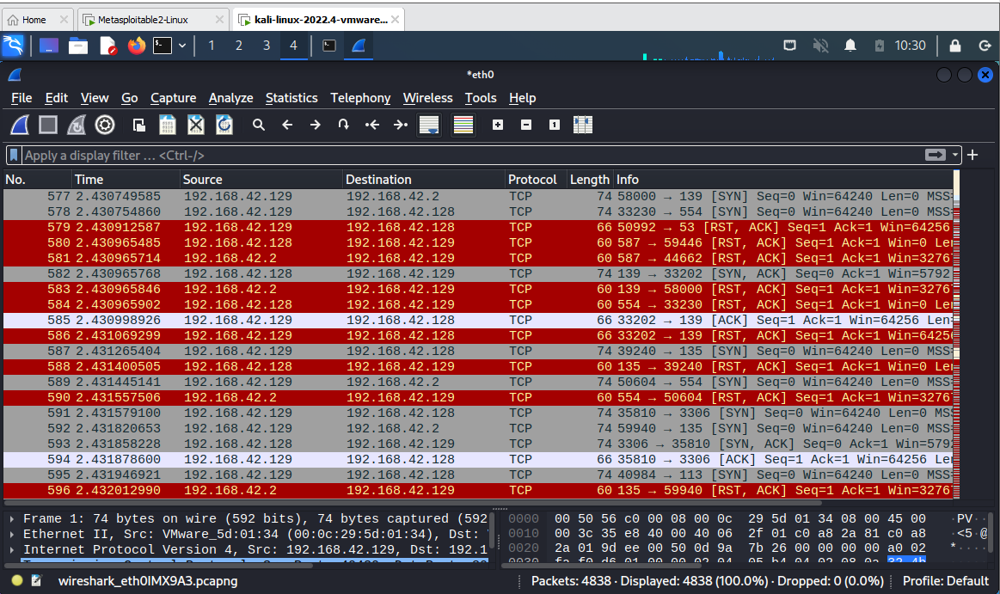 Home
Metasploitable2-Linux
kali-linux-2022.4-vmware...
1 2 3 4
10:30
*eth0
File Edit View Go Capture Analyze Statistics Telephony Wireless Tools Help
Apply a display filter … <Ctrl-/>
No. Time Source Destination Protocol Length Info
577 2.430749585 192.168.42.129 192.168.42.2 TCP 74 58000 → 139 [SYN] Seq=0 Win=64240 Len=0 MSS=
578 2.430754860 192.168.42.129 192.168.42.128 TCP 74 33230 → 554 [SYN] Seq=0 Win=64240 Len=0 MSS=
579 2.430912587 192.168.42.129 192.168.42.128 TCP 66 50992 → 53 [RST, ACK] Seq=1 Ack=1 Win=64256
580 2.430965485 192.168.42.128 192.168.42.129 TCP 60 587 → 59446 [RST, ACK] Seq=1 Ack=1 Win=0 Len
581 2.430965714 192.168.42.2 192.168.42.129 TCP 60 587 → 44662 [RST, ACK] Seq=1 Ack=1 Win=3276
582 2.430965768 192.168.42.128 192.168.42.129 TCP 74 139 → 33202 [SYN, ACK] Seq=0 Ack=1 Win=5792
583 2.430965846 192.168.42.2 192.168.42.129 TCP 60 139 → 58000 [RST, ACK] Seq=1 Ack=1 Win=3276
584 2.430965902 192.168.42.128 192.168.42.129 TCP 60 554 → 33230 [RST, ACK] Seq=1 Ack=1 Win=0 Len
585 2.430998926 192.168.42.129 192.168.42.128 TCP 66 33202 → 139 [ACK] Seq=1 Ack=1 Win=64256 Len=
586 2.431069299 192.168.42.129 192.168.42.128 TCP 66 33202 → 139 [RST, ACK] Seq=1 Ack=1 Win=6425
587 2.431265404 192.168.42.129 192.168.42.128 TCP 74 39240 → 135 [SYN] Seq=0 Win=64240 Len=0 MSS=
588 2.431400505 192.168.42.128 192.168.42.129 TCP 60 135 → 39240 [RST, ACK] Seq=1 Ack=1 Win=0 Len
589 2.431445141 192.168.42.129 192.168.42.2 TCP 74 50604 → 554 [SYN] Seq=0 Win=64240 Len=0 MSS=
590 2.431557506 192.168.42.2 192.168.42.129 TCP 60 554 → 50604 [RST, ACK] Seq=1 Ack=1 Win=3276
591 2.431579100 192.168.42.129 192.168.42.128 TCP 74 35810 → 3306 [SYN] Seq=0 Win=64240 Len=0 MS
592 2.431820653 192.168.42.129 192.168.42.2 TCP 74 59940 → 135 [SYN] Seq=0 Win=64240 Len=0 MSS=
593 2.431858228 192.168.42.128 192.168.42.129 TCP 74 3306 → 35810 [SYN, ACK] Seq=0 Ack=1 Win=579
594 2.431878600 192.168.42.129 192.168.42.128 TCP 66 35810 → 3306 [ACK] Seq=1 Ack=1 Win=64256 Le
595 2.431946921 192.168.42.129 192.168.42.128 TCP 74 40984 → 113 [SYN] Seq=0 Win=64240 Len=0 MSS=
596 2.432012990 192.168.42.2 192.168.42.129 TCP 60 135 → 59940 [RST, ACK] Seq=1 Ack=1 Win=3276
Frame 1: 74 bytes on wire (592 bits), 74 bytes captured (592
Ethernet II, Src: VMware_5d:01:34 (00:0c:29:5d:01:34), Dst:
Internet Protocol Version 4, Src: 192.168.42.129, Dst: 192.1
0000 00 50 56 c0 00 08 00 0c 29 5d 01 34 08 00 45 00 ·PV··
0010 00 3c 35 e8 40 00 40 06 2f 01 c0 a8 2a 81 c0 a8 ·<5·@
0020 2a 01 9d ee 00 50 0d 9a 7b 26 00 00 00 00 a0 02 *····
0030 fa f0 d6 01 00 00 02 04 05 b4 04 02 08 0a 32 4b
wireshark_eth0IMX9A3.pcapng
Packets: 4838 · Displayed: 4838 (100.0%) · Dropped: 0 (0.0%)
Profile: Default